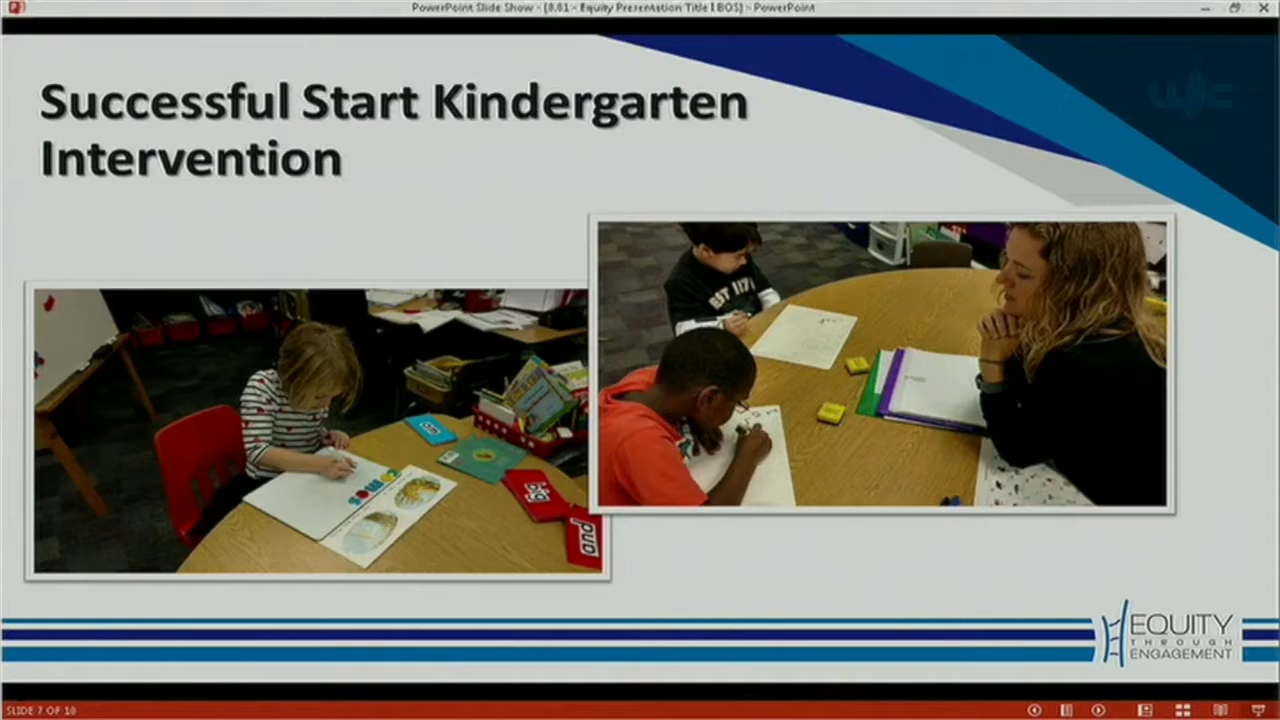 PowerPoint Slide Show - [8.01 - Equity Presentation Title I BOS] - PowerPoint
Successful Start Kindergarten
Intervention
am
big
and
EQUITY
THROUGH
ENGAGEMENT
SLIDE 7 OF 10